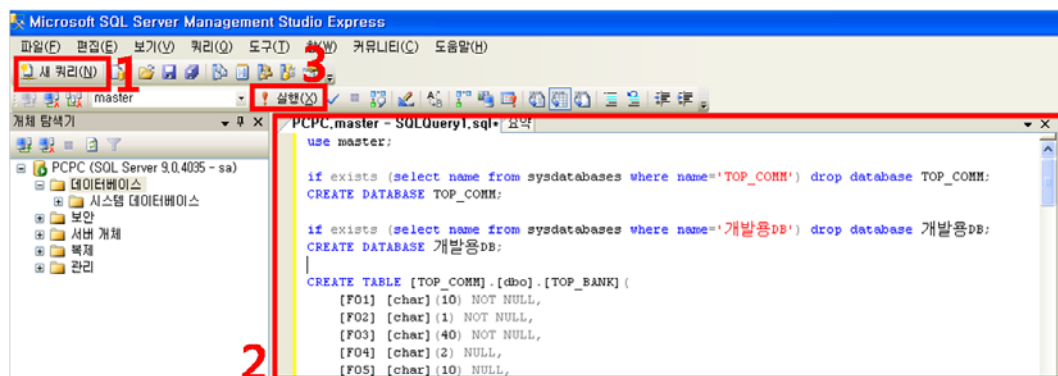 Microsoft SQL Server Management Studio Express
파일(F) 편집(E) 보기(V) 쿼리(Q) 도구(T) 창(W) 커뮤니티(C) 도움말(H)
새 쿼리(N) 1 3
master 실행(X)
개체 탐색기
PCPC (SQL Server 9.0.4035 - sa)
데이터베이스
시스템 데이터베이스
보안
서버 개체
복제
관리
2
PCPC.master - SQLQuery1.sql* 요약
use master;
if exists (select name from sysdatabases where name='TOP_COMM') drop database TOP_COMM;
CREATE DATABASE TOP_COMM;
if exists (select name from sysdatabases where name='개발용DB') drop database 개발용DB;
CREATE DATABASE 개발용DB;
CREATE TABLE [TOP_COMM].[dbo].[TOP_BANK](
[F01] [char](10) NOT NULL,
[F02] [char](1) NOT NULL,
[F03] [char](40) NOT NULL,
[F04] [char](2) NULL,
[F05] [char](10) NULL,